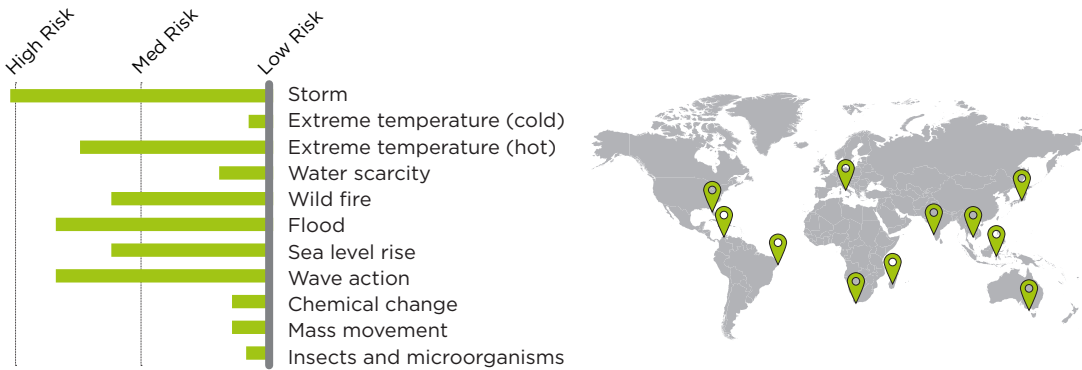 High Risk
Med Risk
Low Risk
Storm
Extreme temperature (cold)
Extreme temperature (hot)
Water scarcity
Wild fire
Flood
Sea level rise
Wave action
Chemical change
Mass movement
Insects and microorganisms